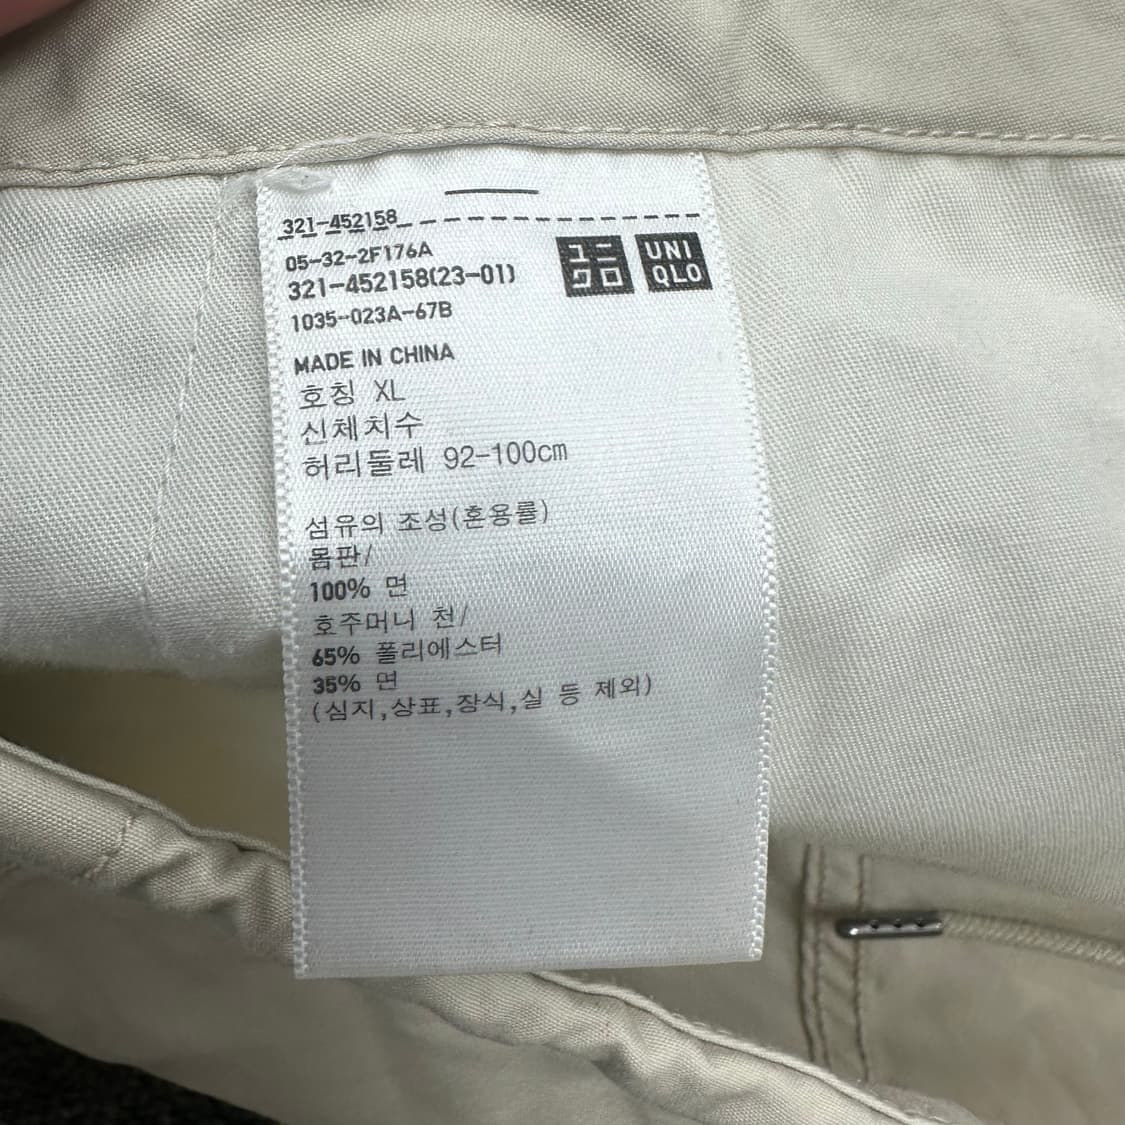 321-452158
05-32-2F176A
321-452158(23-01)
1035-023A-67B
ユニ
クロ
UNI
QLO
MADE IN CHINA
호칭 XL
신체치수
허리둘레 92-100cm
섬유의 조성(혼용률)
몸판/
100% 면
호주머니 천/
65% 폴리에스터
35% 면
(심지,상표,장식,실 등 제외)